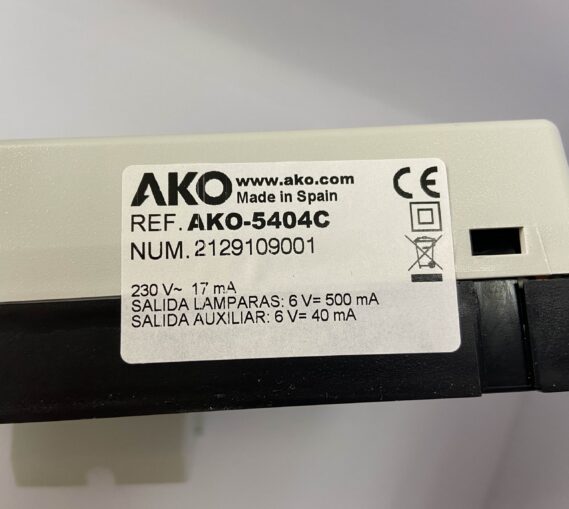 AKO www.ako.com
Made in Spain
CE
REF. AKO-5404C
NUM. 2129109001
230 V~ 17 mA
SALIDA LAMPARAS: 6 V= 500 mA
SALIDA AUXILIAR: 6 V= 40 mA